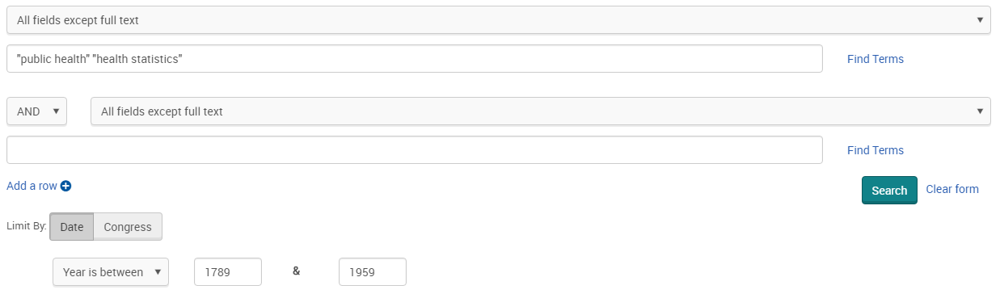 All fields except full text
"public health" "health statistics"
Find Terms
AND
All fields except full text
Find Terms
Add a row
Search
Clear form
Limit By:
Date
Congress
Year is between
1789
&
1959